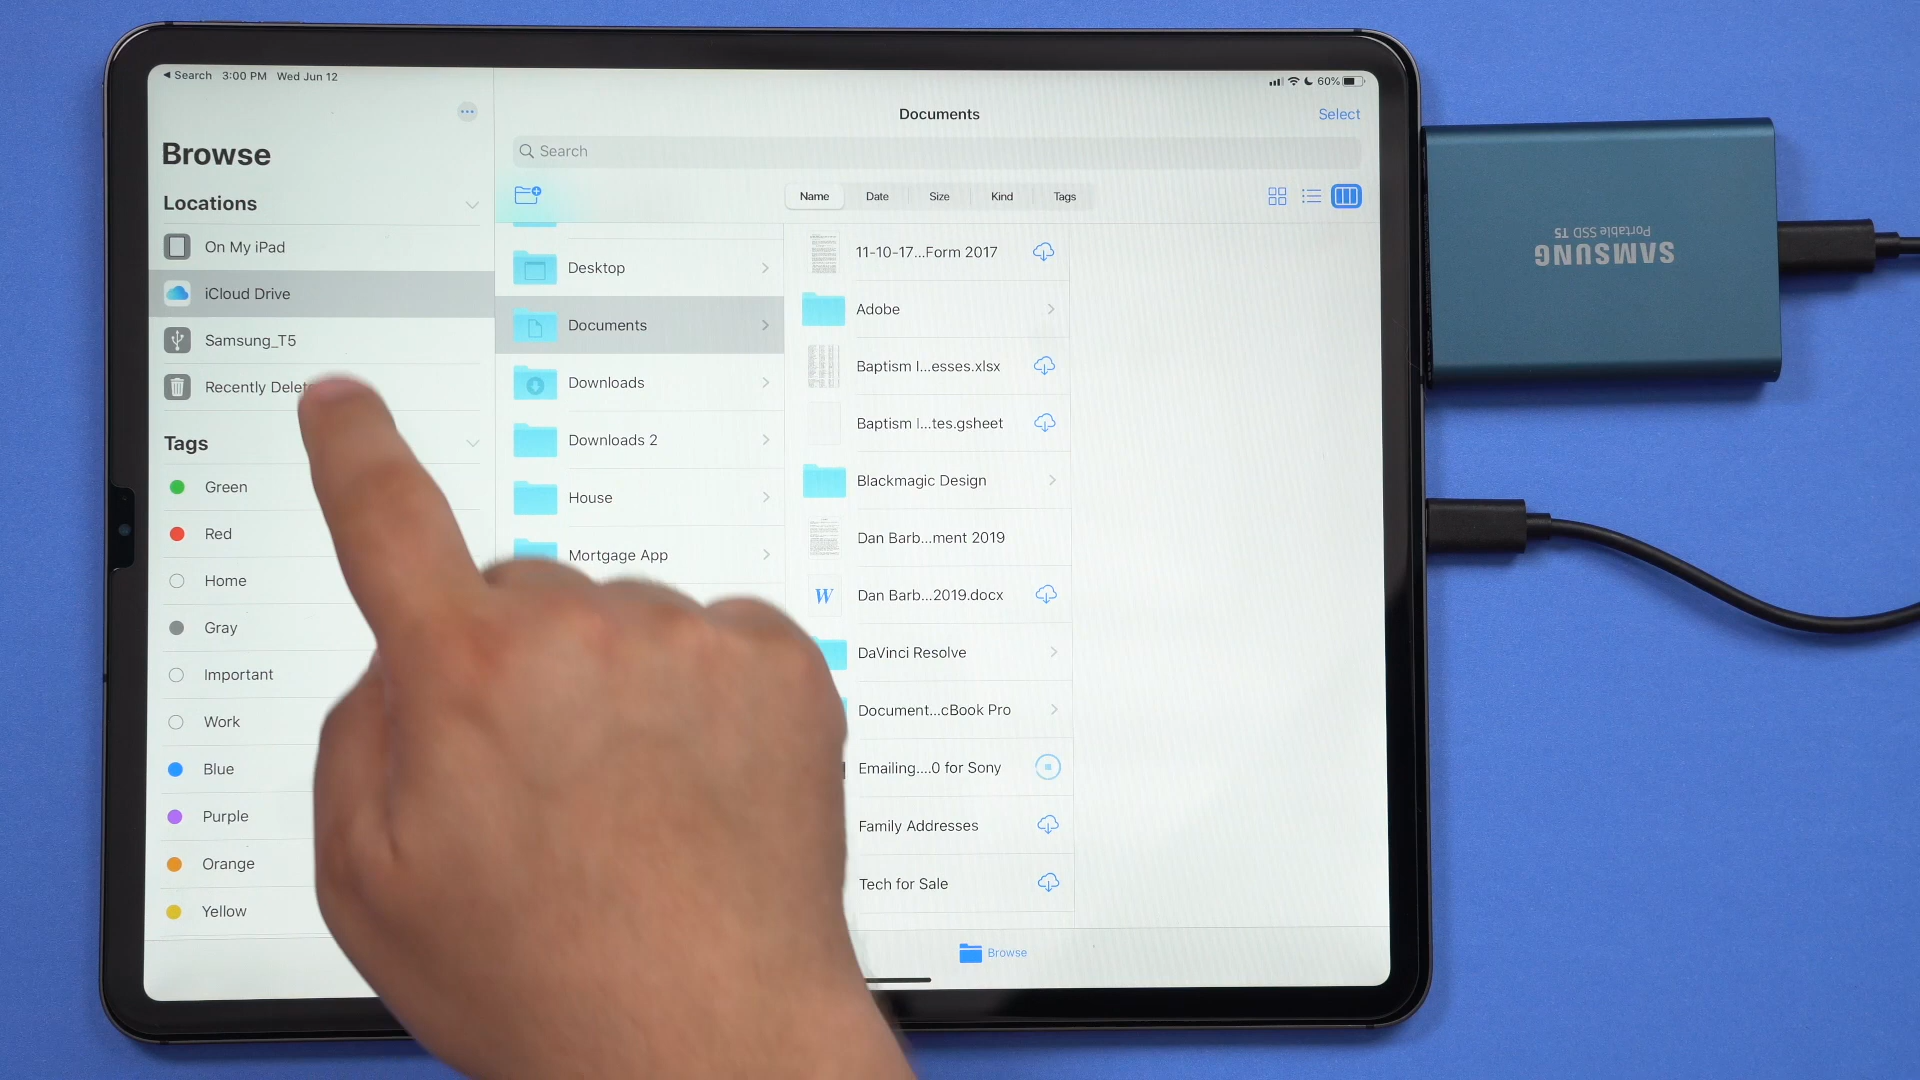 Search 3:00 PM Wed Jun 12
60%
Browse
Locations
On My iPad
iCloud Drive
Samsung_T5
Recently Delet
Tags
Green
Red
Home
Gray
Important
Work
Blue
Purple
Orange
Yellow
Documents
Select
Search
Name Date Size Kind Tags
Desktop
Documents
Downloads
Downloads 2
House
Mortgage App
11-10-17...Form 2017
Adobe
Baptism I...esses.xlsx
Baptism I...tes.gsheet
Blackmagic Design
Dan Barb...ment 2019
W Dan Barb...2019.docx
DaVinci Resolve
Document...cBook Pro
Emailing....0 for Sony
Family Addresses
Tech for Sale
Browse
SAMSUNG
Portable SSD T5